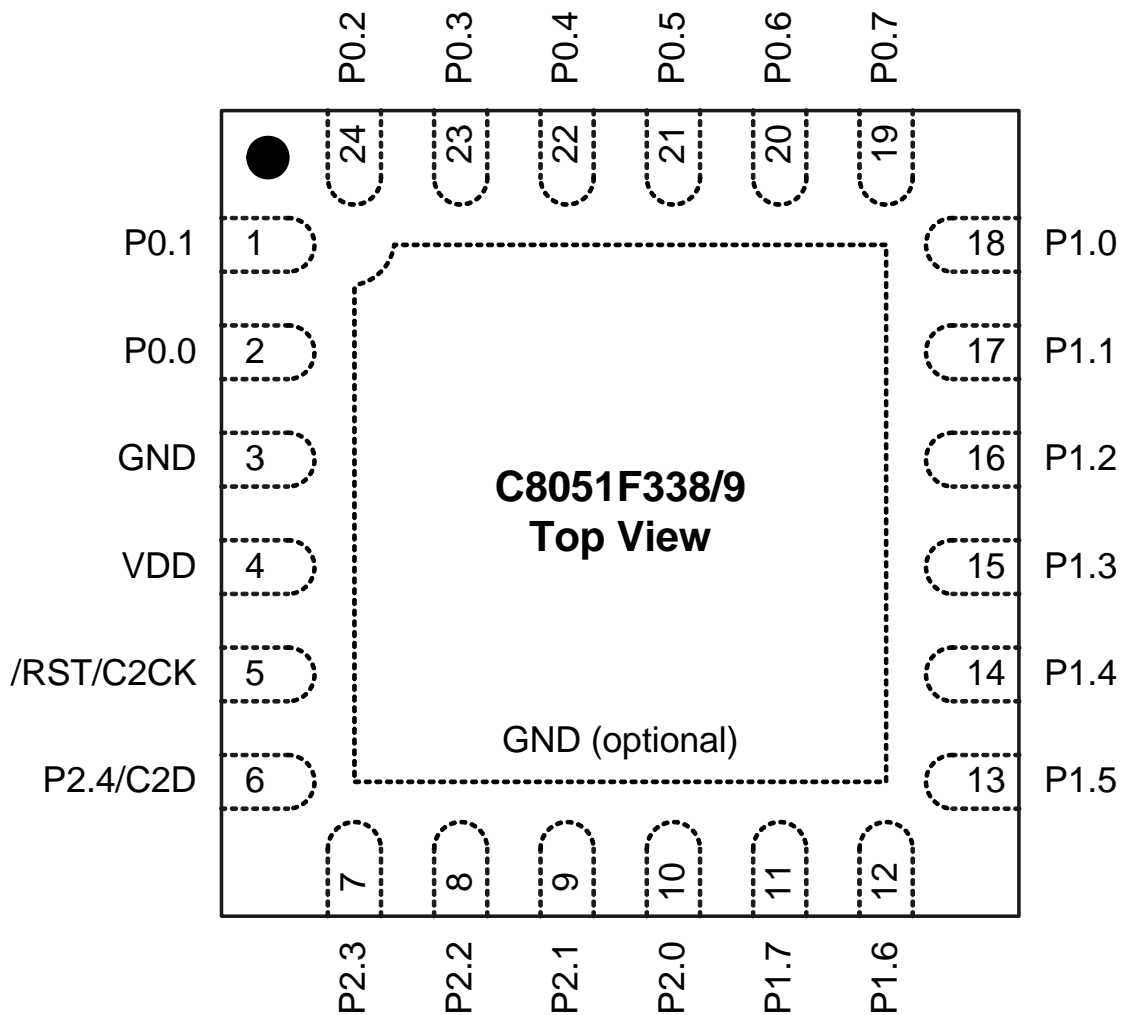 P0.2
P0.3
P0.4
P0.5
P0.6
P0.7
24
23
22
21
20
19
P0.1 1
18 P1.0
P0.0 2
17 P1.1
GND 3
16 P1.2
C8051F338/9
Top View
VDD 4
15 P1.3
/RST/C2CK 5
14 P1.4
GND (optional)
P2.4/C2D 6
13 P1.5
7
8
9
10
11
12
P2.3
P2.2
P2.1
P2.0
P1.7
P1.6